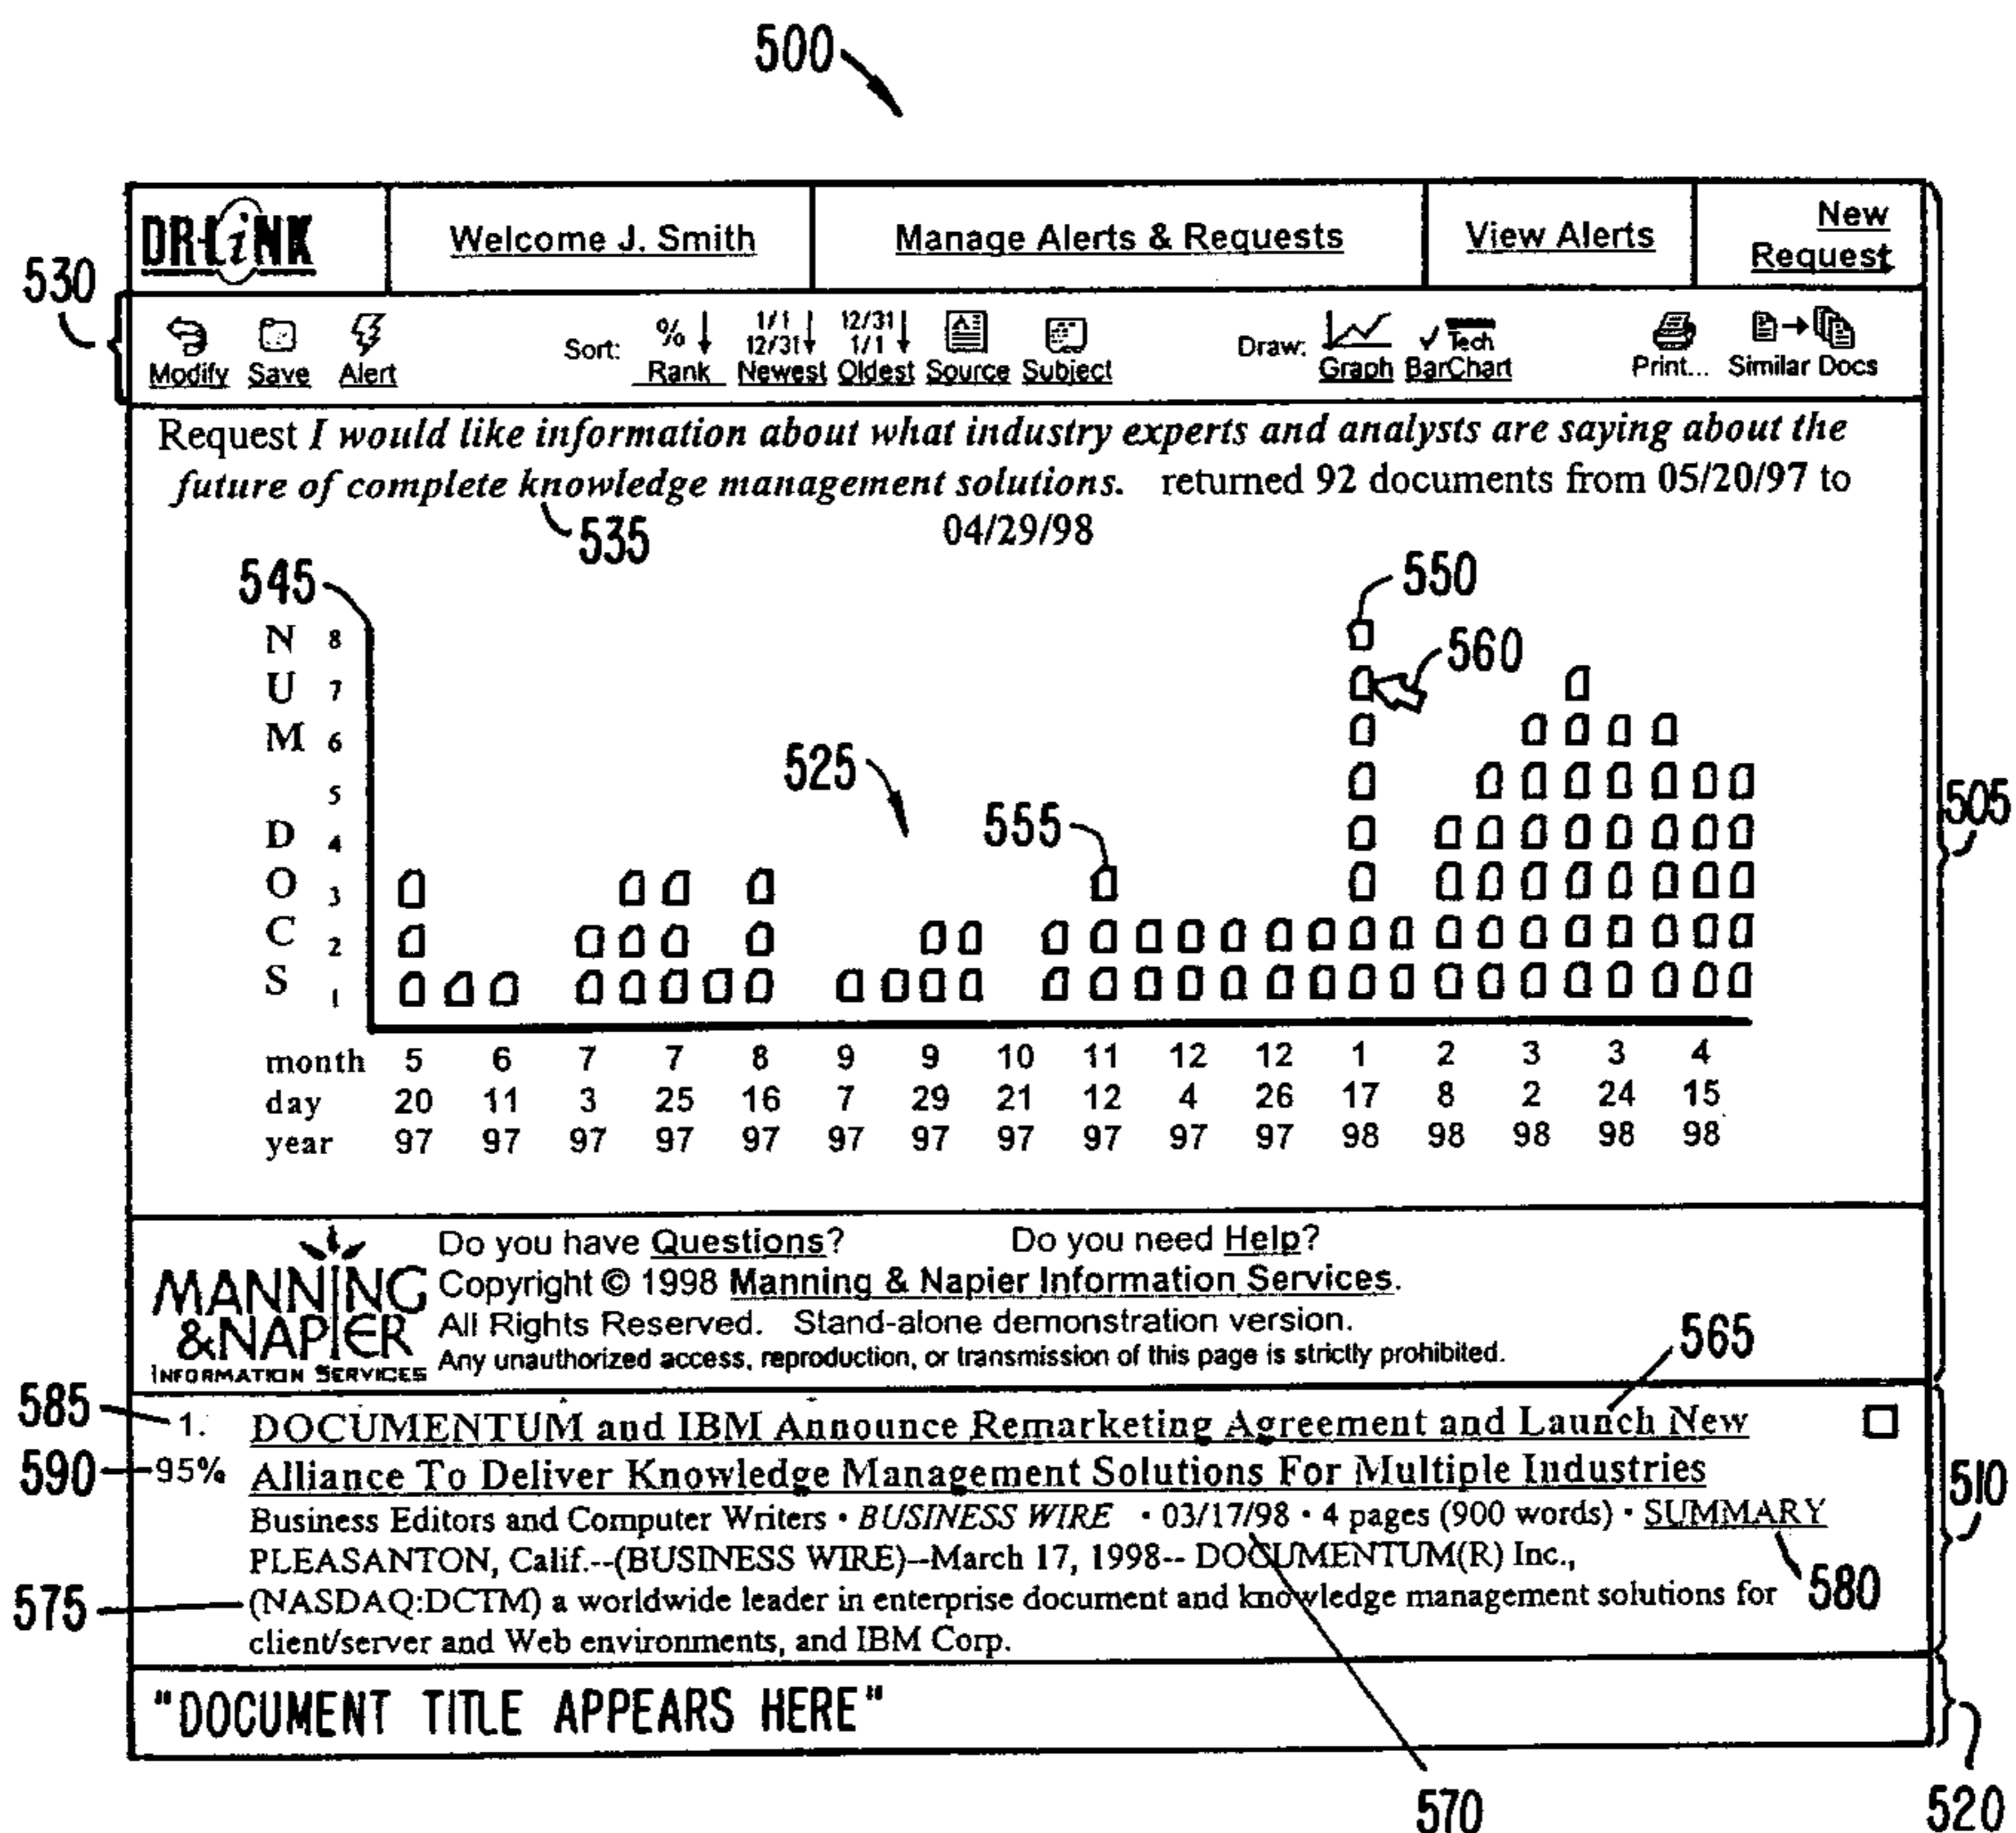 500
DR-LiNK
Welcome J. Smith
Manage Alerts & Requests
View Alerts
New Request
530
Modify Save Alert
Sort: % Rank 1/1 12/31 Newest 12/31 1/1 Oldest Source Subject
Draw: Graph Tech BarChart
Print... Similar Docs
Request I would like information about what industry experts and analysts are saying about the
future of complete knowledge management solutions. returned 92 documents from 05/20/97 to
04/29/98
535
545
550
560
525
555
505
NUM DOCS
8
7
6
5
4
3
2
1
month 5 6 7 7 8 9 9 10 11 12 12 1 2 3 3 4
day 20 11 3 25 16 7 29 21 12 4 26 17 8 2 24 15
year 97 97 97 97 97 97 97 97 97 97 97 98 98 98 98 98
MANNING
&NAPIER
INFORMATION SERVICES
Do you have Questions? Do you need Help?
Copyright © 1998 Manning & Napier Information Services.
All Rights Reserved. Stand-alone demonstration version.
Any unauthorized access, reproduction, or transmission of this page is strictly prohibited.
565
585
1. DOCUMENTUM and IBM Announce Remarketing Agreement and Launch New
590
95% Alliance To Deliver Knowledge Management Solutions For Multiple Industries
510
Business Editors and Computer Writers • BUSINESS WIRE • 03/17/98 • 4 pages (900 words) • SUMMARY
PLEASANTON, Calif.--(BUSINESS WIRE)--March 17, 1998-- DOCUMENTUM(R) Inc.,
575
(NASDAQ:DCTM) a worldwide leader in enterprise document and knowledge management solutions for
580
client/server and Web environments, and IBM Corp.
"DOCUMENT TITLE APPEARS HERE"
570
520